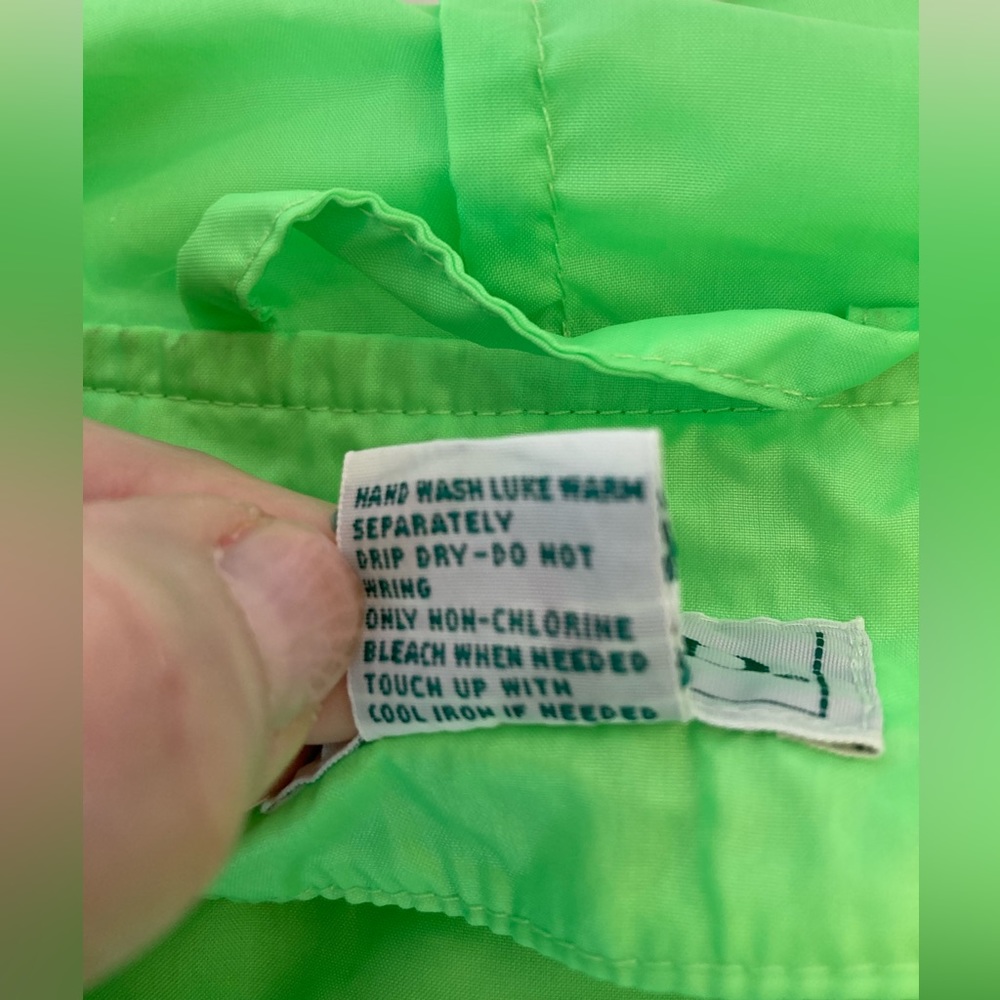 HAND WASH LUKE WARM
SEPARATELY
DRIP DRY-DO NOT
WRING
ONLY NON-CHLORINE
BLEACH WHEN NEEDED
TOUCH UP WITH
COOL IRON IF NEEDED